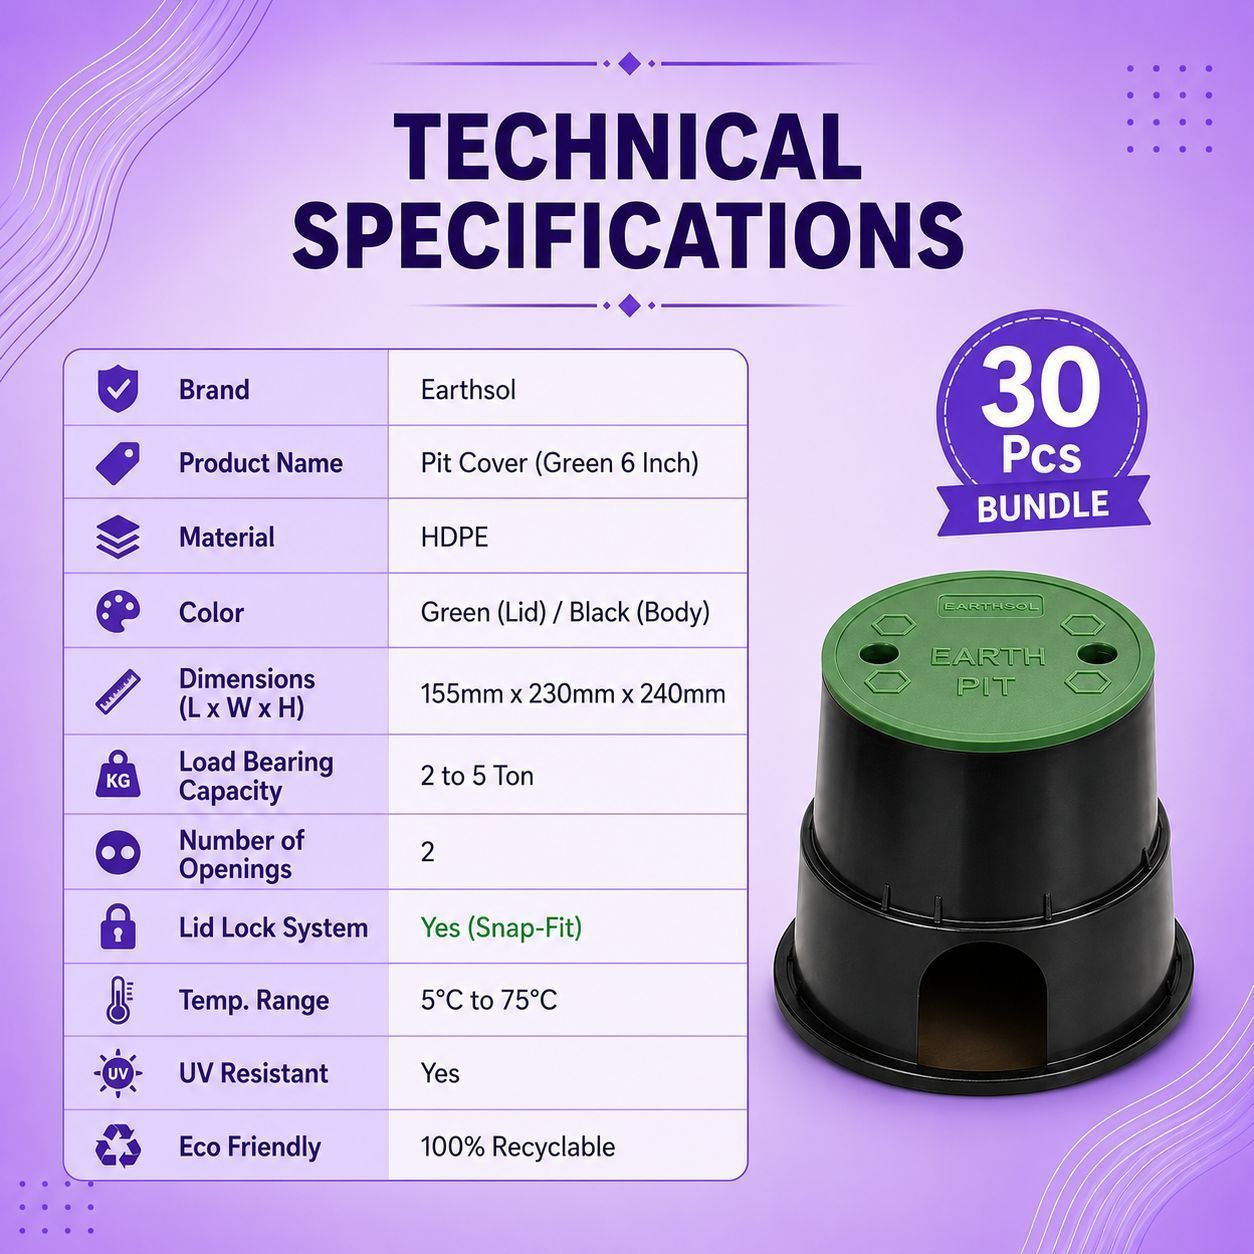 TECHNICAL
SPECIFICATIONS
30
Pcs
BUNDLE
Brand Earthsol
Product Name Pit Cover (Green 6 Inch)
Material HDPE
Color Green (Lid) / Black (Body)
Dimensions
(L x W x H) 155mm x 230mm x 240mm
KG
Load Bearing
Capacity 2 to 5 Ton
Number of
Openings 2
Lid Lock System Yes (Snap-Fit)
Temp. Range 5°C to 75°C
UV
UV Resistant Yes
Eco Friendly 100% Recyclable
EARTHSOL
EARTH
PIT